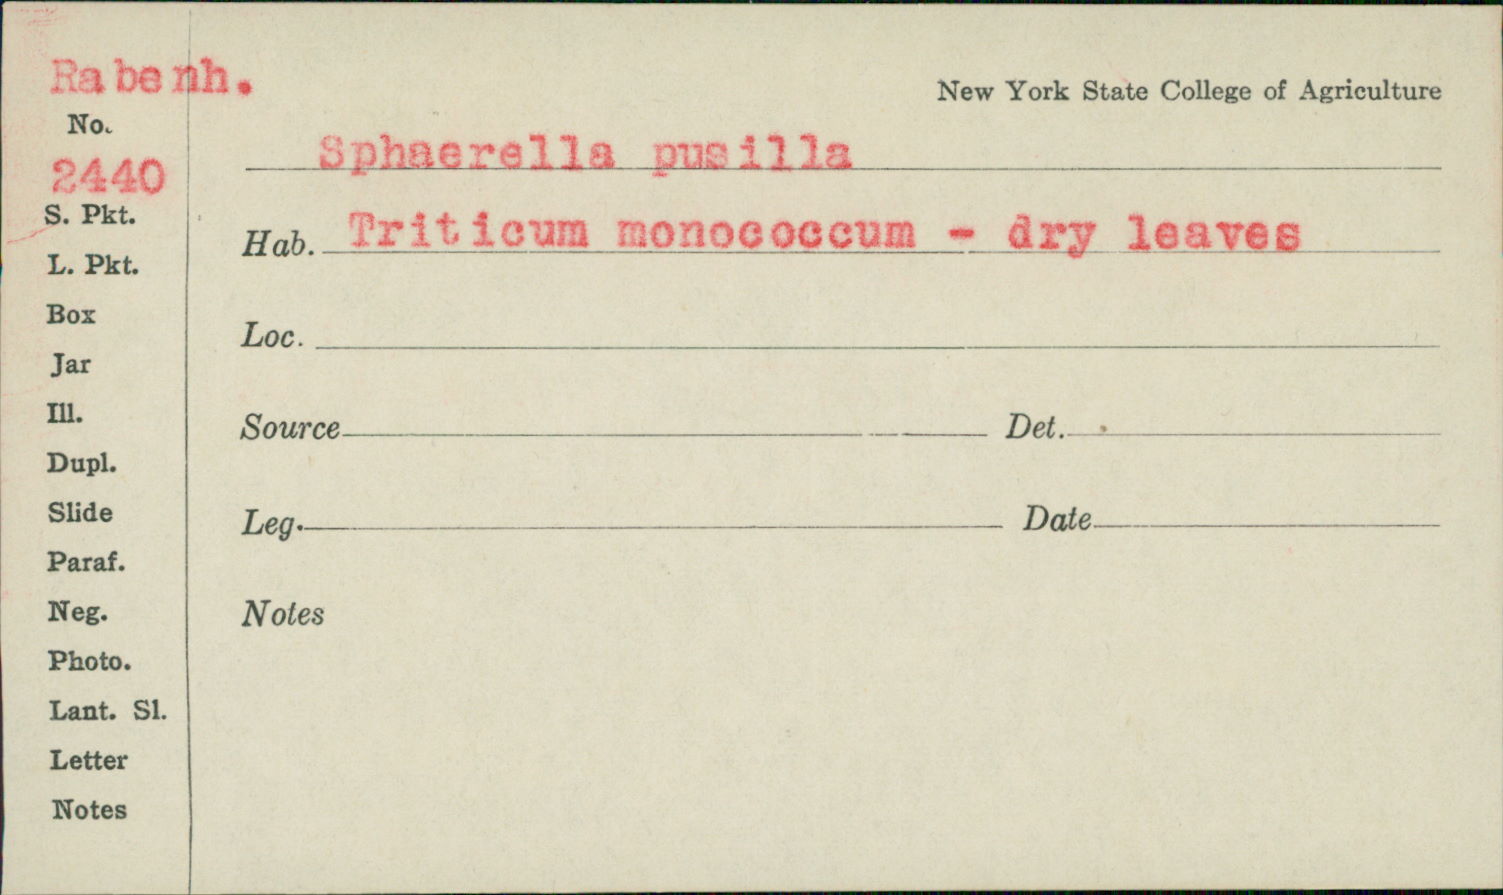 Rabenh.
New York State College of Agriculture
No.
2440
Sphaerella pusilla
S. Pkt.
Hab. Triticum monococcum - dry leaves
L. Pkt.
Box
Loc.
Jar
Ill.
Source Det.
Dupl.
Slide
Leg. Date
Paraf.
Neg.
Notes
Photo.
Lant. Sl.
Letter
Notes